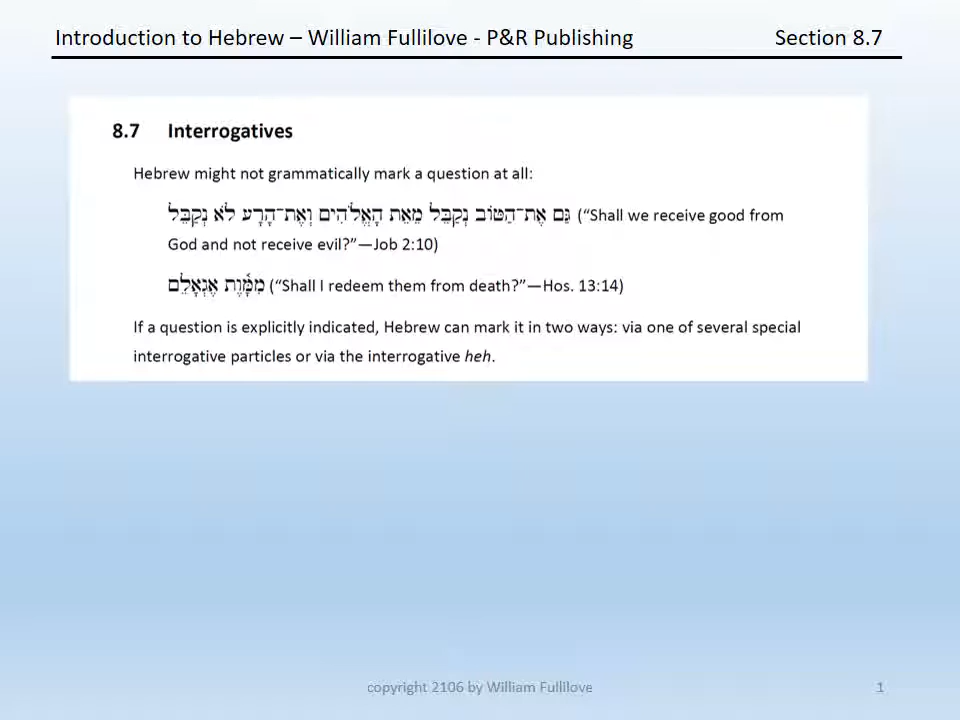 Introduction to Hebrew – William Fullilove - P&R Publishing Section 8.7
8.7 Interrogatives
Hebrew might not grammatically mark a question at all:
גַּם אֶת־הַטּוֹב נְקַבֵּל מֵאֵת הָאֱלֹהִים וְאֶת־הָרָע לֹא נְקַבֵּל (“Shall we receive good from
God and not receive evil?”—Job 2:10)
מִמָּ֫וֶת אֶגְאָלֵם (“Shall I redeem them from death?”—Hos. 13:14)
If a question is explicitly indicated, Hebrew can mark it in two ways: via one of several special
interrogative particles or via the interrogative heh.
copyright 2106 by William Fullilove 1